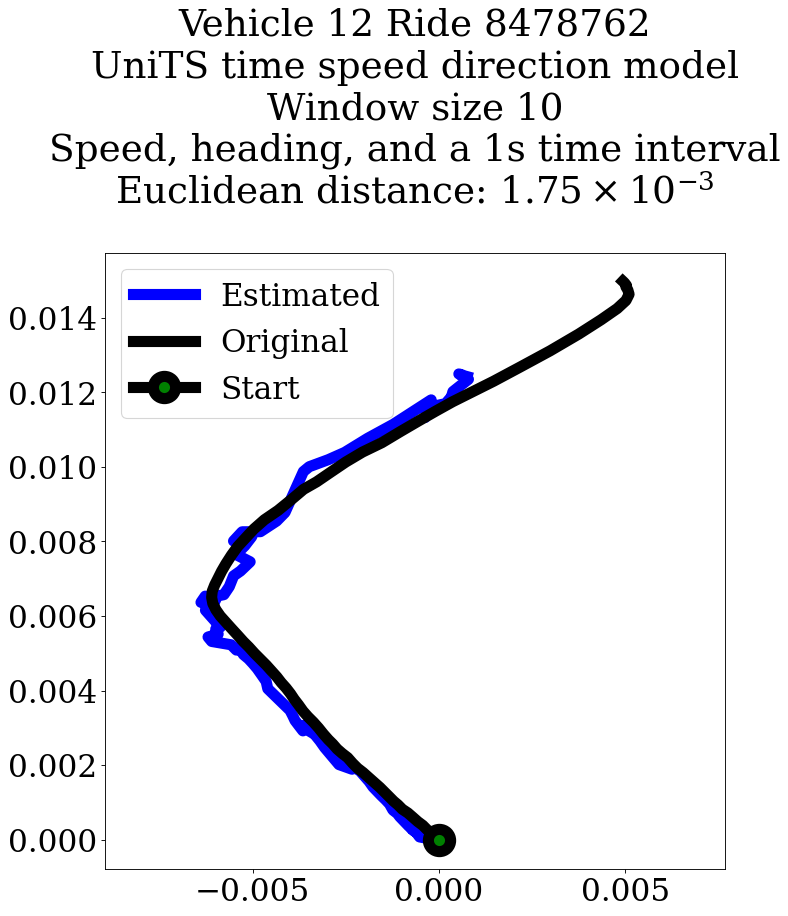 Vehicle 12 Ride 8478762
UniTS time speed direction model
Window size 10
Speed, heading, and a 1s time interval
Euclidean distance: 1.75 × 10⁻³
Estimated
Original
Start
0.014
0.012
0.010
0.008
0.006
0.004
0.002
0.000
−0.005 0.000 0.005